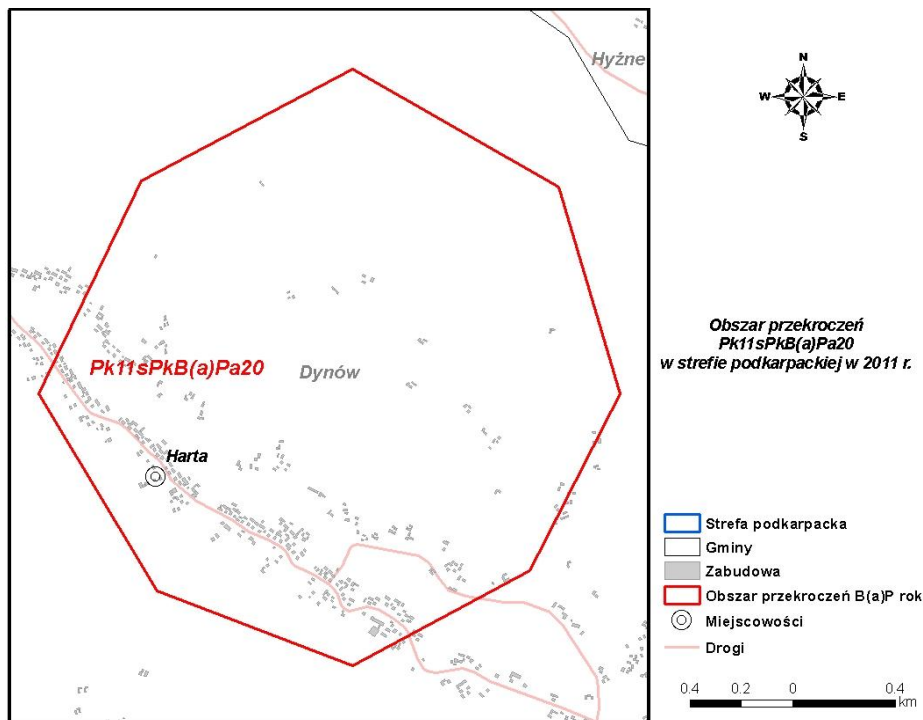 Hyżne
Pk11sPkB(a)Pa20
Dynów
Harta
N
W
E
S
Obszar przekroczeń
Pk11sPkB(a)Pa20
w strefie podkarpackiej w 2011 r.
Strefa podkarpacka
Gminy
Zabudowa
Obszar przekroczeń B(a)P rok
Miejscowości
Drogi
0.4 0.2 0 0.4
km